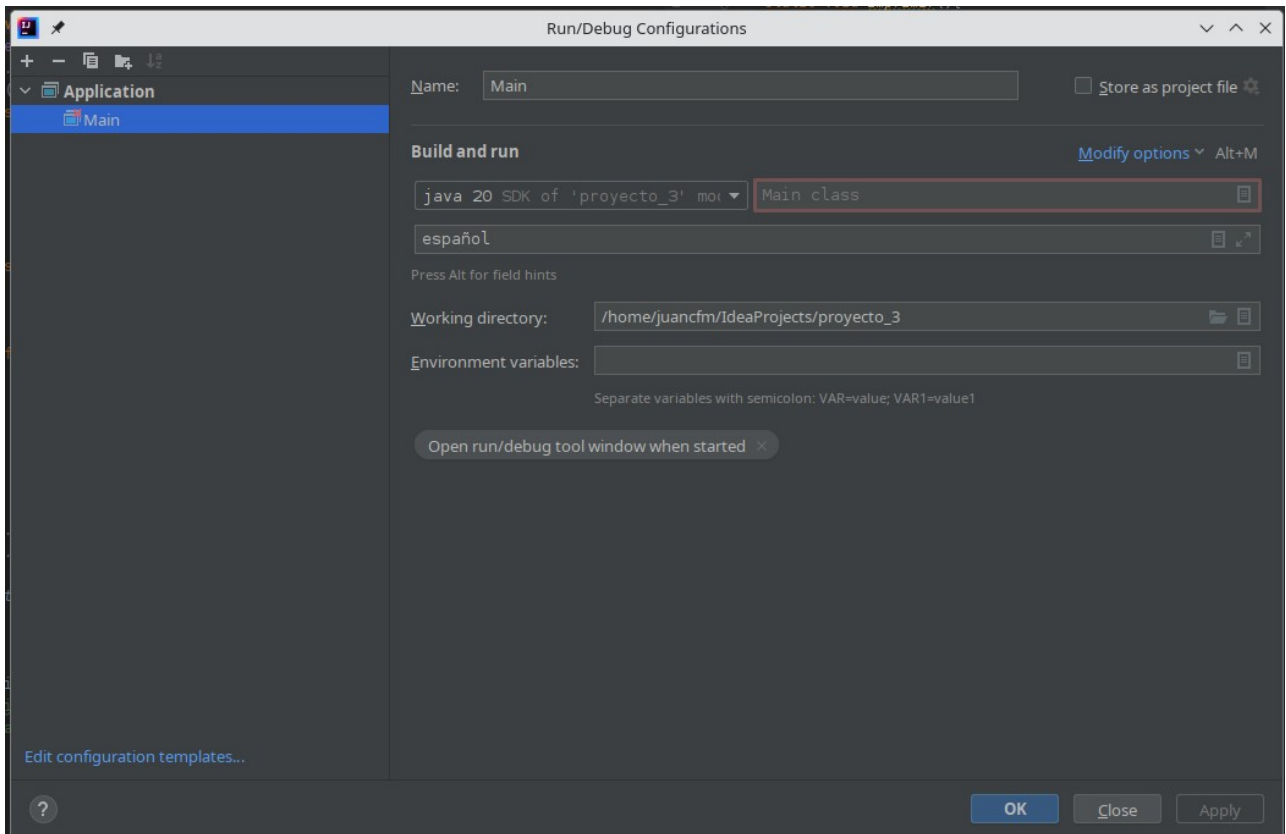 Run/Debug Configurations
Application
Main
Name: Main Store as project file
Build and run Modify options Alt+M
java 20 SDK of 'proyecto_3' mo Main class
español
Press Alt for field hints
Working directory: /home/juancfm/IdeaProjects/proyecto_3
Environment variables:
Separate variables with semicolon: VAR=value; VAR1=value1
Open run/debug tool window when started
Edit configuration templates...
? OK Close Apply